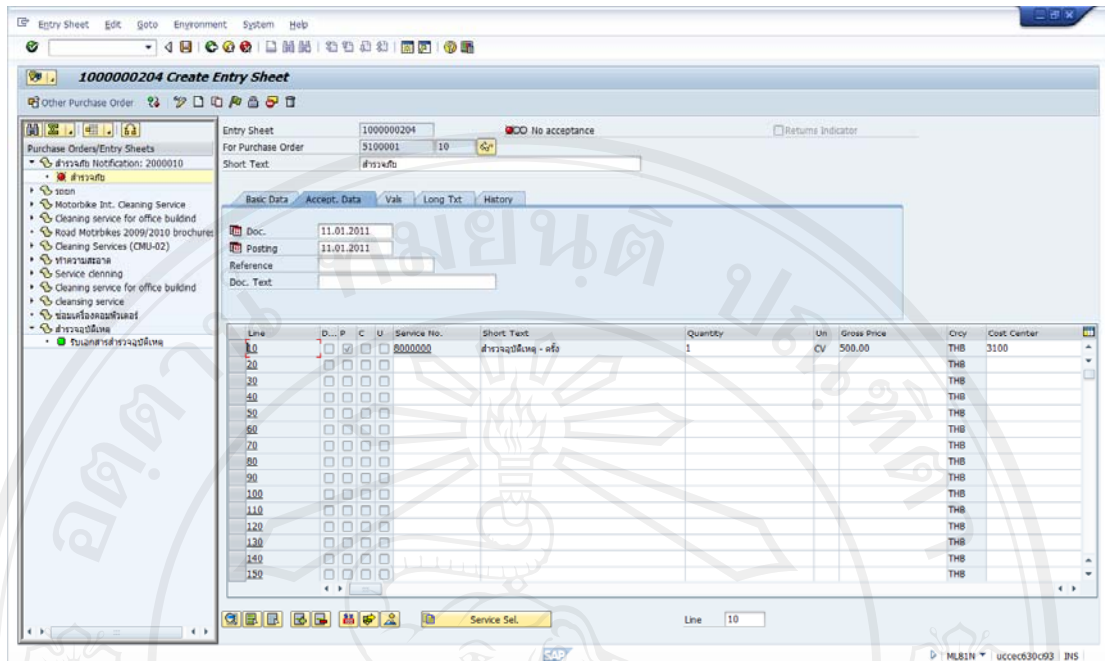 Entry Sheet Edit Goto Environment System Help
1000000204 Create Entry Sheet
Other Purchase Order
Entry Sheet 1000000204 No acceptance Returns Indicator
For Purchase Order 5100001 10
Short Text สำรวจภัย
Purchase Orders/Entry Sheets
สำรวจภัย Notification: 2000010
สำรวจภัย
รถยก
Motorbike Int. Cleaning Service
Cleaning service for office buildind
Road Motrbikes 2009/2010 brochures
Cleaning Services (CMU-02)
ทำความสะอาด
Service clenning
Cleaning service for office buildind
cleansing service
ซ่อมเครื่องคอมพิวเตอร์
สำรวจอุบัติเหตุ
รับเอกสารสำรวจอุบัติเหตุ
Basic Data Accept. Data Vals Long Txt History
Doc. 11.01.2011
Posting 11.01.2011
Reference
Doc. Text
Line D... P C U Service No. Short Text Quantity Un Gross Price Crcy Cost Center
10 8000000 สำรวจอุบัติเหตุ - ครั้ง 1 CV 500.00 THB 3100
20 THB
30 THB
40 THB
50 THB
60 THB
70 THB
80 THB
90 THB
100 THB
110 THB
120 THB
130 THB
140 THB
150 THB
Service Sel. Line 10
SAP
ML81N uccec630c93 INS